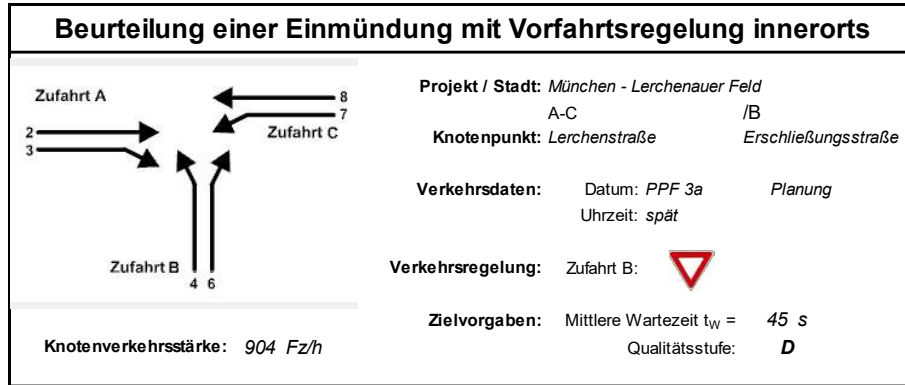 Beurteilung einer Einmündung mit Vorfahrtsregelung innerorts
Zufahrt A
8
7
Zufahrt C
2
3
Zufahrt B
4 6
Knotenverkehrsstärke: 904 Fz/h
Projekt / Stadt: München - Lerchenauer Feld
A-C /B
Knotenpunkt: Lerchenstraße Erschließungsstraße
Verkehrsdaten: Datum: PPF 3a Planung
Uhrzeit: spät
Verkehrsregelung: Zufahrt B:
Zielvorgaben: Mittlere Wartezeit tW = 45 s
Qualitätsstufe: D